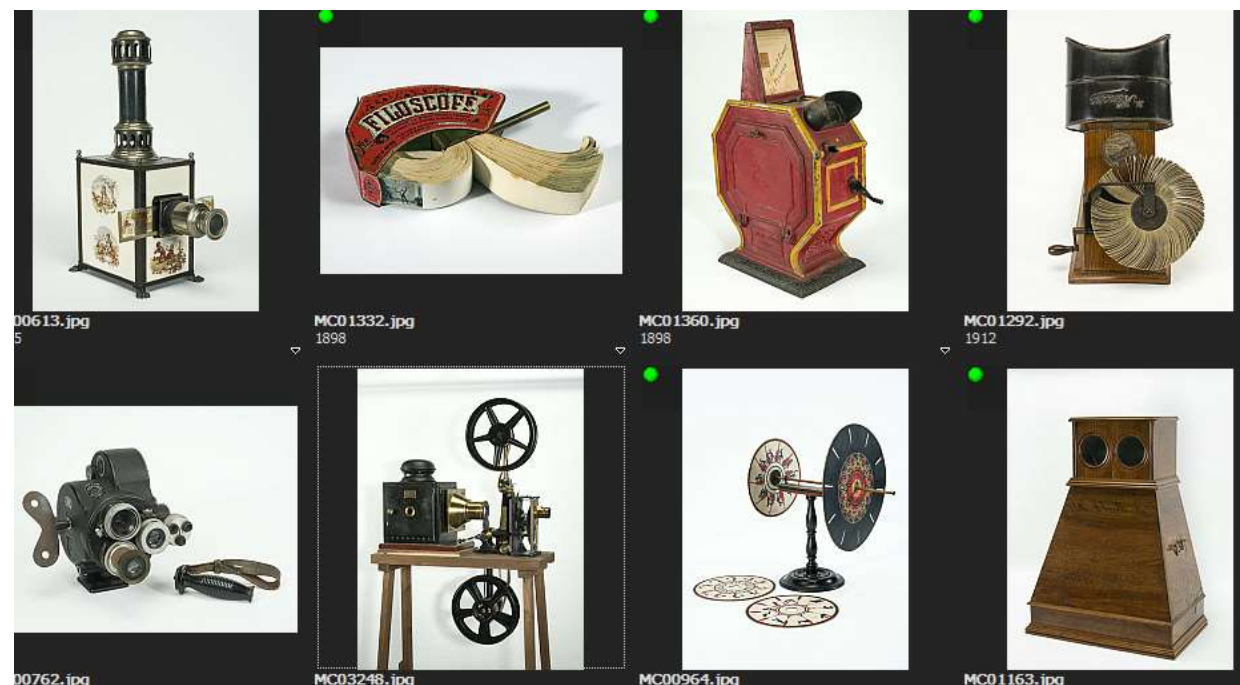 00613.jpg MC01332.jpg MC01360.jpg MC01292.jpg
5 1898 1898 1912
FILOSCOPE
00762.jpg MC03248.jpg MC00964.jpg MC01163.jpg